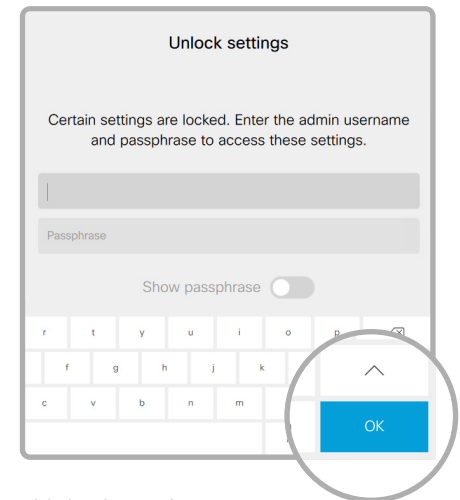 Unlock settings
Certain settings are locked. Enter the admin username
and passphrase to access these settings.
Passphrase
Show passphrase
r t y u i o p
f g h j k
c v b n m
OK